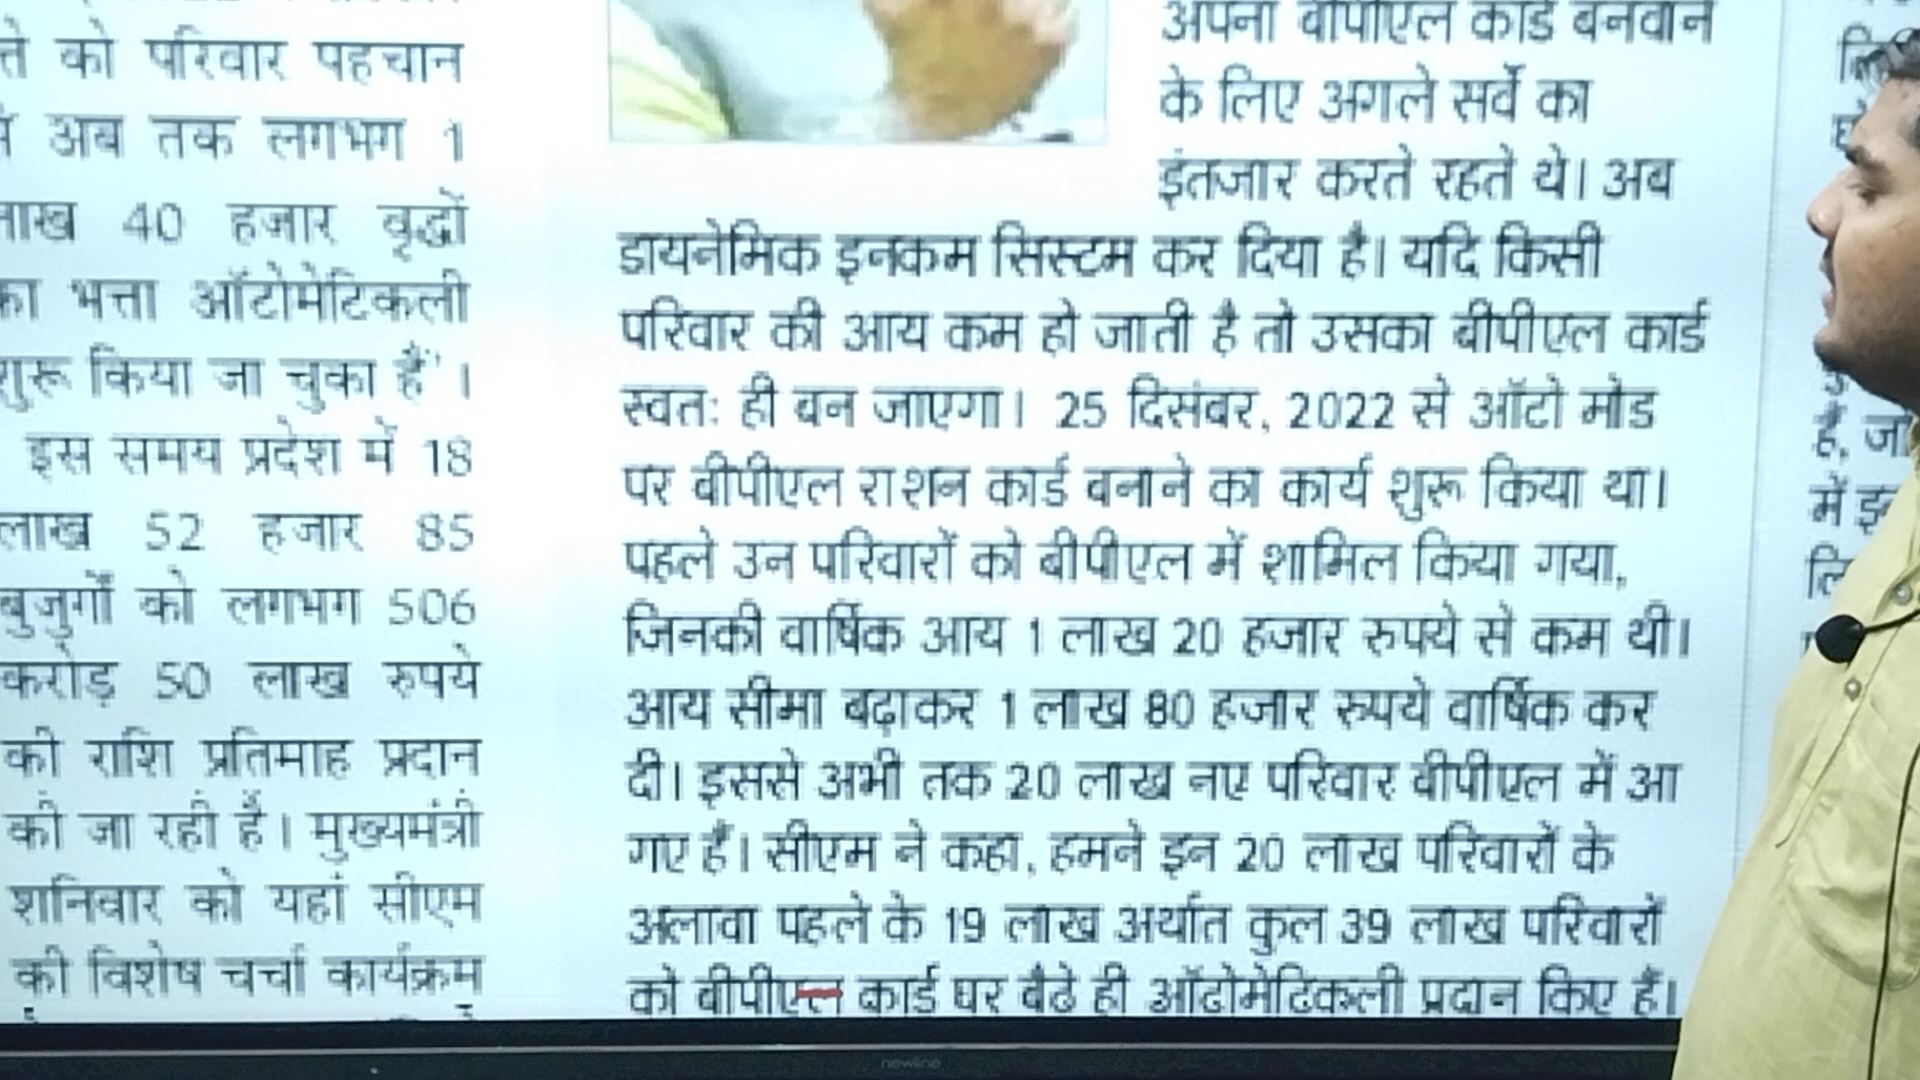 को परिवार पहचान
अब तक लगभग 1
लाख 40 हजार वृद्धों
का भत्ता ऑटोमेटिकली
शुरू किया जा चुका है" ।
इस समय प्रदेश में 18
लाख 52 हजार 85
बुजुर्गों को लगभग 506
करोड़ 50 लाख रुपये
की राशि प्रतिमाह प्रदान
की जा रही है। मुख्यमंत्री
शनिवार को यहां सीएम
की विशेष चर्चा कार्यक्रम
अपना बीपीएल कार्ड बनवाने
के लिए अगले सर्वे का
इंतजार करते रहते थे। अब
डायनेमिक इनकम सिस्टम कर दिया है। यदि किसी
परिवार की आय कम हो जाती है तो उसका बीपीएल कार्ड
स्वतः ही बन जाएगा। 25 दिसंबर, 2022 से ऑटो मोड
पर बीपीएल राशन कार्ड बनाने का कार्य शुरू किया था।
पहले उन परिवारों को बीपीएल में शामिल किया गया,
जिनकी वार्षिक आय 1 लाख 20 हजार रुपये से कम थी।
आय सीमा बढ़ाकर 1 लाख 80 हजार रुपये वार्षिक कर
दी। इससे अभी तक 20 लाख नए परिवार बीपीएल में आ
गए हैं। सीएम ने कहा, हमने इन 20 लाख परिवारों के
अलावा पहले के 19 लाख अर्थात कुल 39 लाख परिवारों
को बीपीएल कार्ड घर बैठे ही ऑटोमेटिकली प्रदान किए हैं।
हैं, जो
में
newline